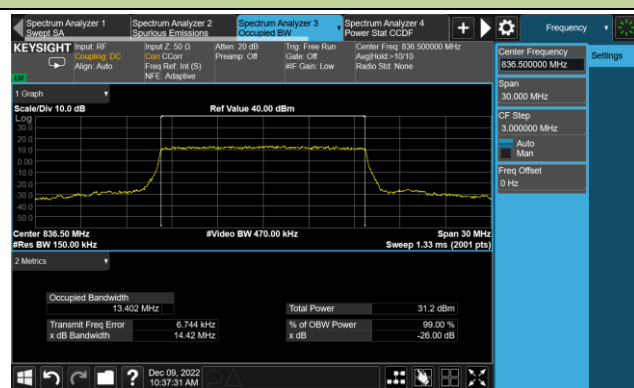 Spectrum Analyzer 1
Swept SA
Spectrum Analyzer 2
Spurious Emissions
Spectrum Analyzer 3
Occupied BW
Spectrum Analyzer 4
Power Stat CCDF
+
Frequency
KEYSIGHT
LM
Input: RF
Coupling: DC
Align: Auto
Input Z: 50 Ω
Corr CCorr
Freq Ref: Int (S)
NFE: Adaptive
Atten: 20 dB
Preamp: Off
Trig: Free Run
Gate: Off
#IF Gain: Low
Center Freq: 836.500000 MHz
Avg|Hold:>10/10
Radio Std: None
Center Frequency
836.500000 MHz
Settings
Span
30.000 MHz
CF Step
3.000000 MHz
Auto
Man
Freq Offset
0 Hz
1 Graph
Scale/Div 10.0 dB
Ref Value 40.00 dBm
Log
30.0
20.0
10.0
0.00
-10.0
-20.0
-30.0
-40.0
-50.0
Center 836.50 MHz
#Video BW 470.00 kHz
Span 30 MHz
#Res BW 150.00 kHz
Sweep 1.33 ms (2001 pts)
2 Metrics
Occupied Bandwidth
13.402 MHz
Total Power 31.2 dBm
Transmit Freq Error 6.744 kHz
% of OBW Power 99.00 %
x dB Bandwidth 14.42 MHz
x dB -26.00 dB
?
Dec 09, 2022
10:37:31 AM